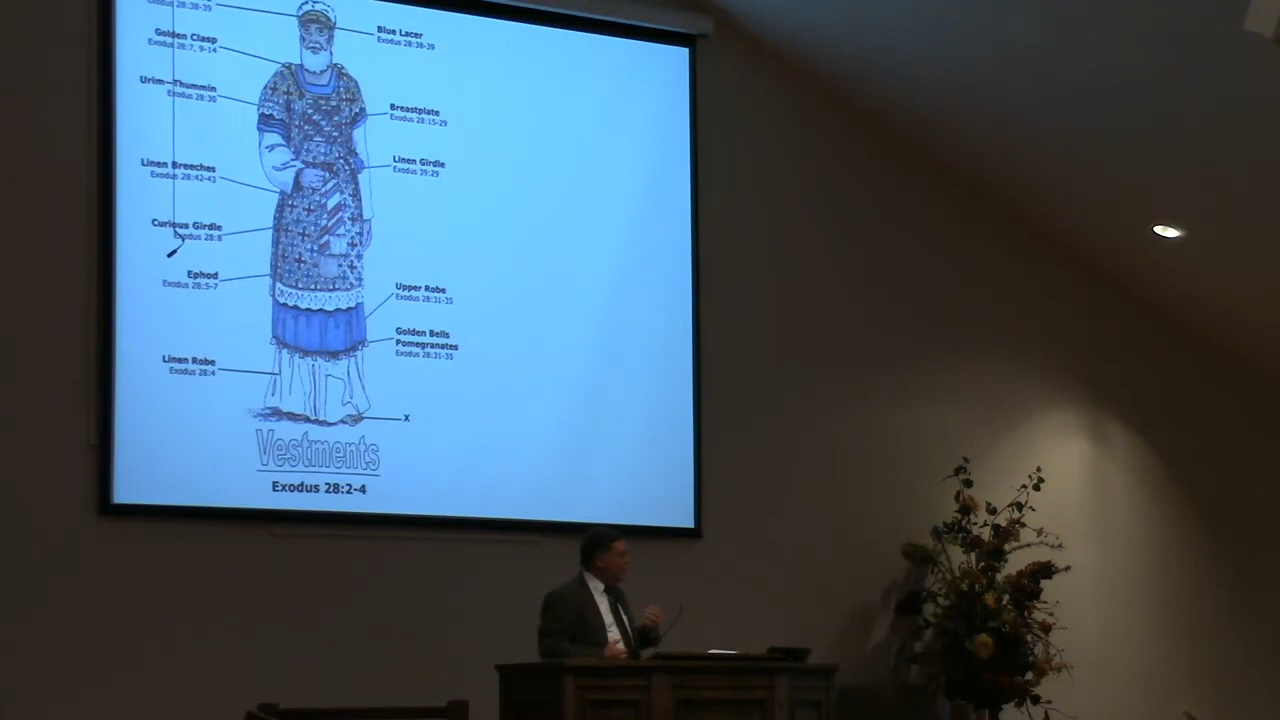 Exodus 28:38-39
Blue Lacer
Exodus 28:38-39
Golden Clasp
Exodus 28:7, 9-14
Urim-Thummin
Exodus 28:30
Breastplate
Exodus 28:15-29
Linen Girdle
Exodus 39:29
Linen Breeches
Exodus 28:42-43
Curious Girdle
Exodus 28:8
Ephod
Exodus 28:5-7
Upper Robe
Exodus 28:31-35
Golden Bells
Pomegranates
Exodus 28:31-35
Linen Robe
Exodus 28:4
X
Vestments
Exodus 28:2-4